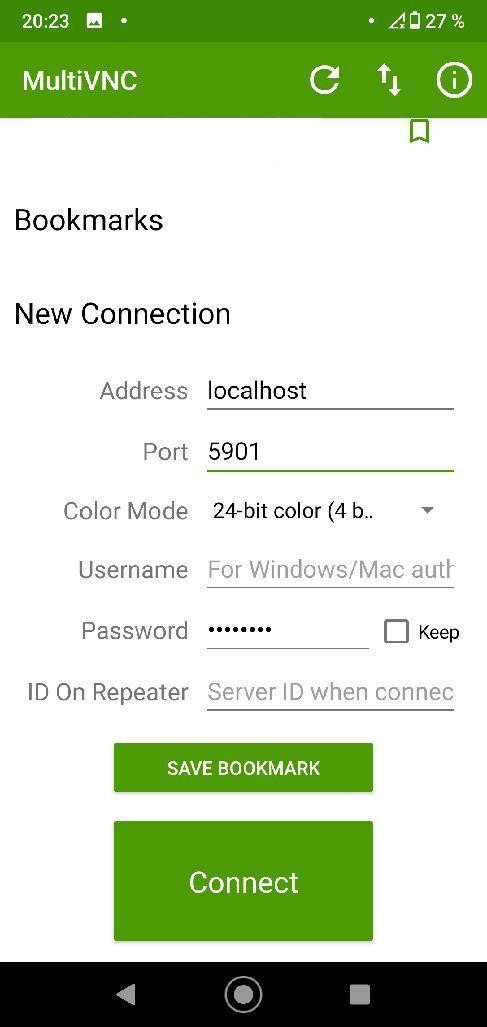 20:23 27 %
MultiVNC
Bookmarks
New Connection
Address localhost
Port 5901
Color Mode 24-bit color (4 b..
Username For Windows/Mac auth
Password •••••••• Keep
ID On Repeater Server ID when connec
SAVE BOOKMARK
Connect